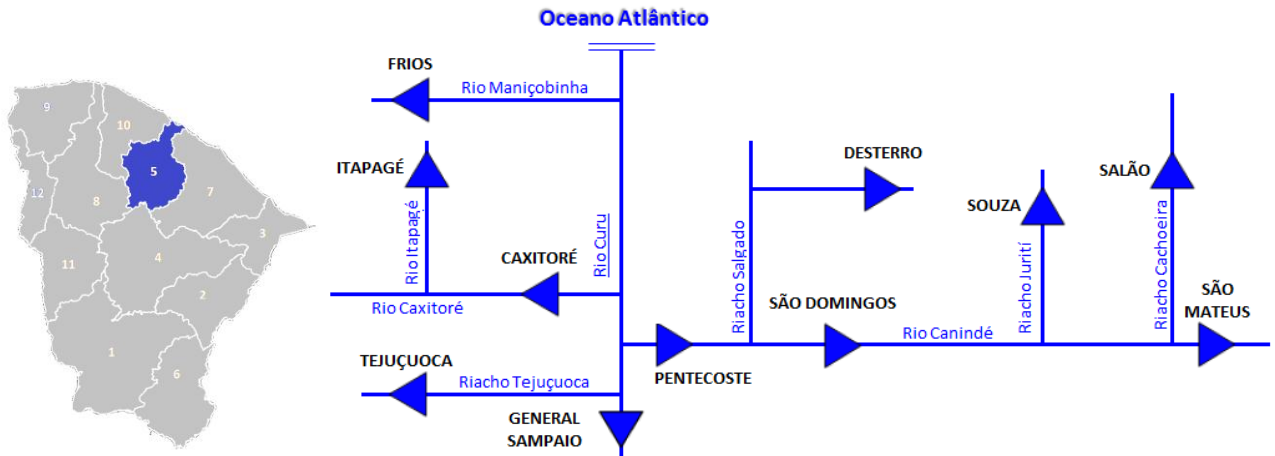 Oceano Atlântico
FRIOS
Rio Maniçobinha
ITAPAGÉ
Rio Itapagé
CAXITORÉ
Rio Caxitoré
Rio Curu
TEJUÇUOCA
Riacho Tejuçuoca
GENERAL
SAMPAIO
PENTECOSTE
Riacho Salgado
DESTERRO
SÃO DOMINGOS
Rio Canindé
SOUZA
Riacho Jurití
SALÃO
Riacho Cachoeira
SÃO
MATEUS
9
10
5
7
12
8
3
4
11
2
1
6